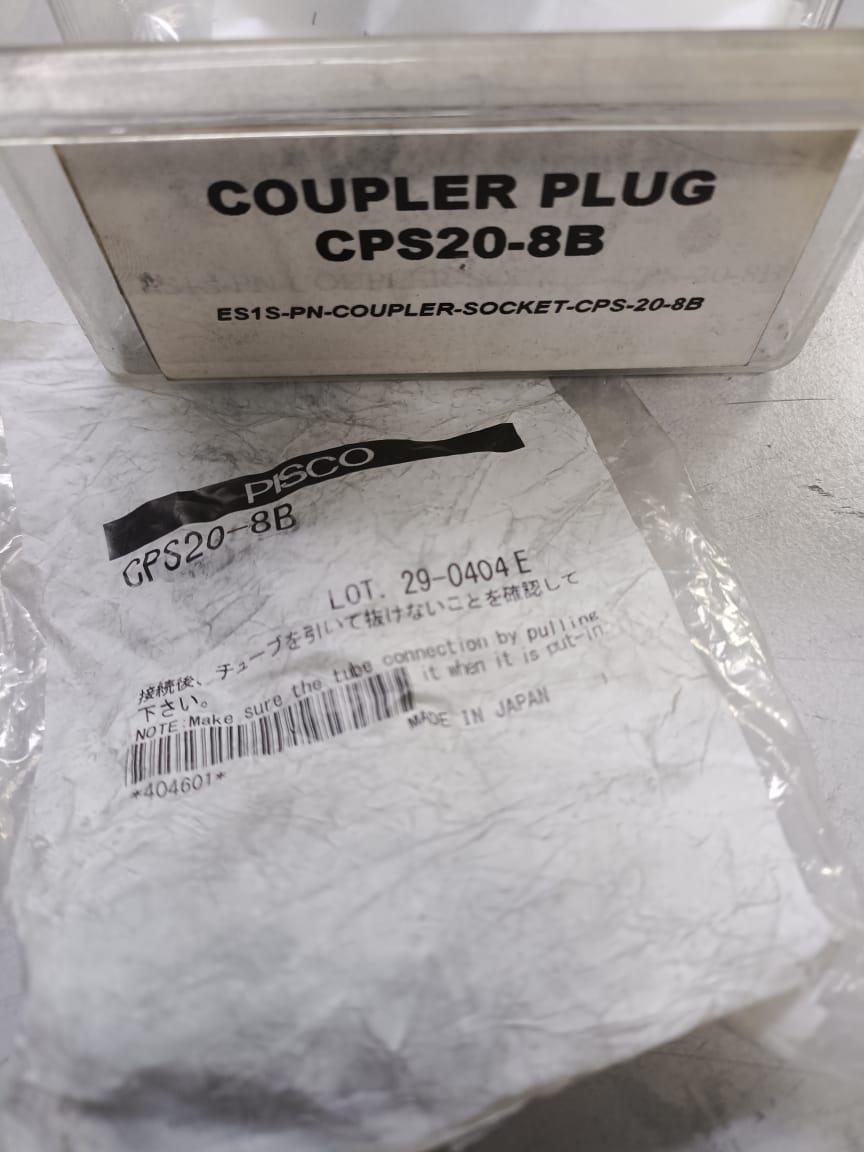 COUPLER PLUG
CPS20-8B
ES1S-PN-COUPLER-SOCKET-CPS-20-8B
PISCO
CPS20-8B
LOT. 29-0404E
接続後、チューブを引いて抜けないことを確認して
下さい。
NOTE:Make sure the tube connection by pulling
it when it is put-in.
MADE IN JAPAN
*404601*